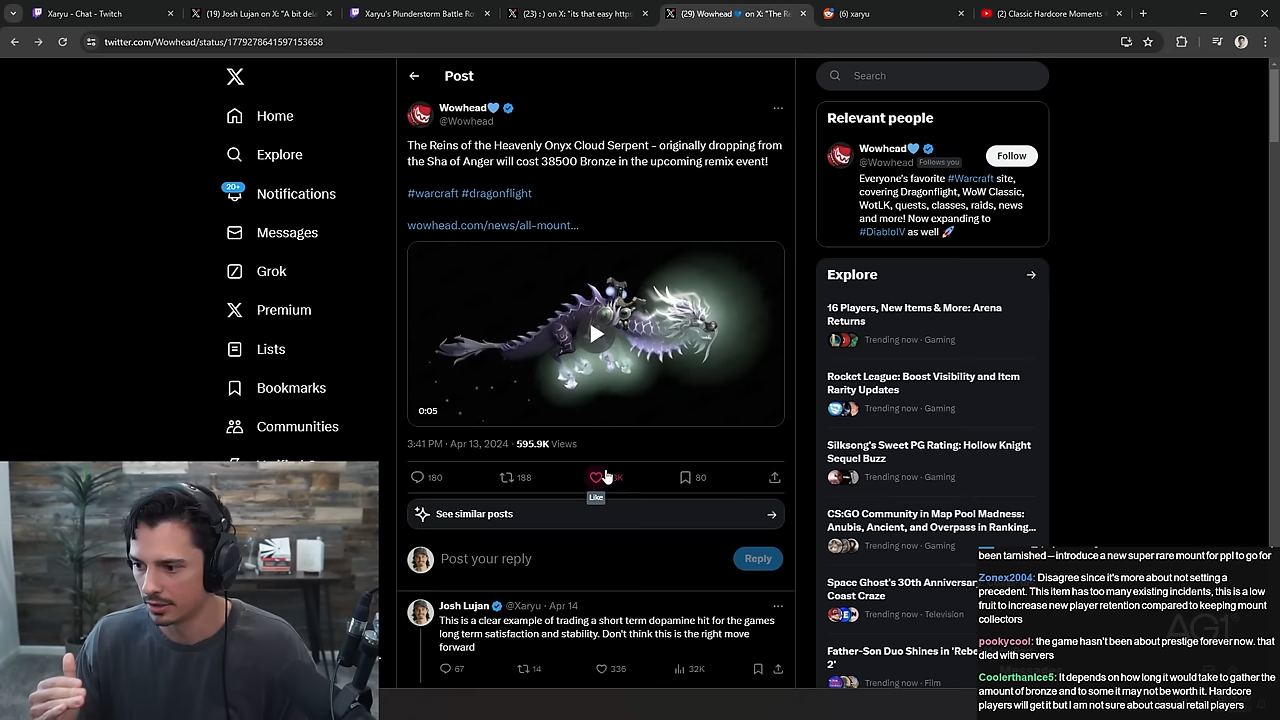 Xaryu - Chat - Twitch
(19) Josh Lujan on X: "A bit del
Xaryu's Plunderstorm Battle Ro
(23) : ) on X: "its that easy http
(29) Wowhead💙 on X: "The R
(6) xaryu
(2) Classic Hardcore Moments
twitter.com/Wowhead/status/1779278641597153658
Home
Explore
20+
Notifications
Messages
Grok
Premium
Lists
Bookmarks
Communities
Post
Wowhead💙
@Wowhead
The Reins of the Heavenly Onyx Cloud Serpent - originally dropping from
the Sha of Anger will cost 38500 Bronze in the upcoming remix event!
#warcraft #dragonflight
wowhead.com/news/all-mount...
0:05
3:41 PM · Apr 13, 2024 · 595.9K Views
180
188
80
Like
See similar posts
Post your reply
Reply
Josh Lujan @Xaryu · Apr 14
This is a clear example of trading a short term dopamine hit for the games
long term satisfaction and stability. Don't think this is the right move
forward
67
14
336
32K
Search
Relevant people
Wowhead💙
@Wowhead Follows you
Follow
Everyone's favorite #Warcraft site,
covering Dragonflight, WoW Classic,
WotLK, quests, classes, raids, news
and more! Now expanding to
#DiabloIV as well 🚀
Explore
16 Players, New Items & More: Arena
Returns
Trending now · Gaming
Rocket League: Boost Visibility and Item
Rarity Updates
Trending now · Gaming
Silksong's Sweet PG Rating: Hollow Knight
Sequel Buzz
Trending now · Gaming
CS:GO Community in Map Pool Madness:
Anubis, Ancient, and Overpass in Ranking...
Trending now · Gaming
Space Ghost's 30th Anniversar
Coast Craze
Trending now · Television
Father-Son Duo Shines in 'Rebe
2'
Trending now · Film
been tarnished – introduce a new super rare mount for ppl to go for
Zonex2004: Disagree since it's more about not setting a
precedent. This item has too many existing incidents, this is a low
fruit to increase new player retention compared to keeping mount
collectors
AG1
pookycool: the game hasn't been about prestige forever now. that
died with servers
Messages
Coolerthanlce5: It depends on how long it would take to gather the
amount of bronze and to some it may not be worth it. Hardcore
players will get it but I am not sure about casual retail players